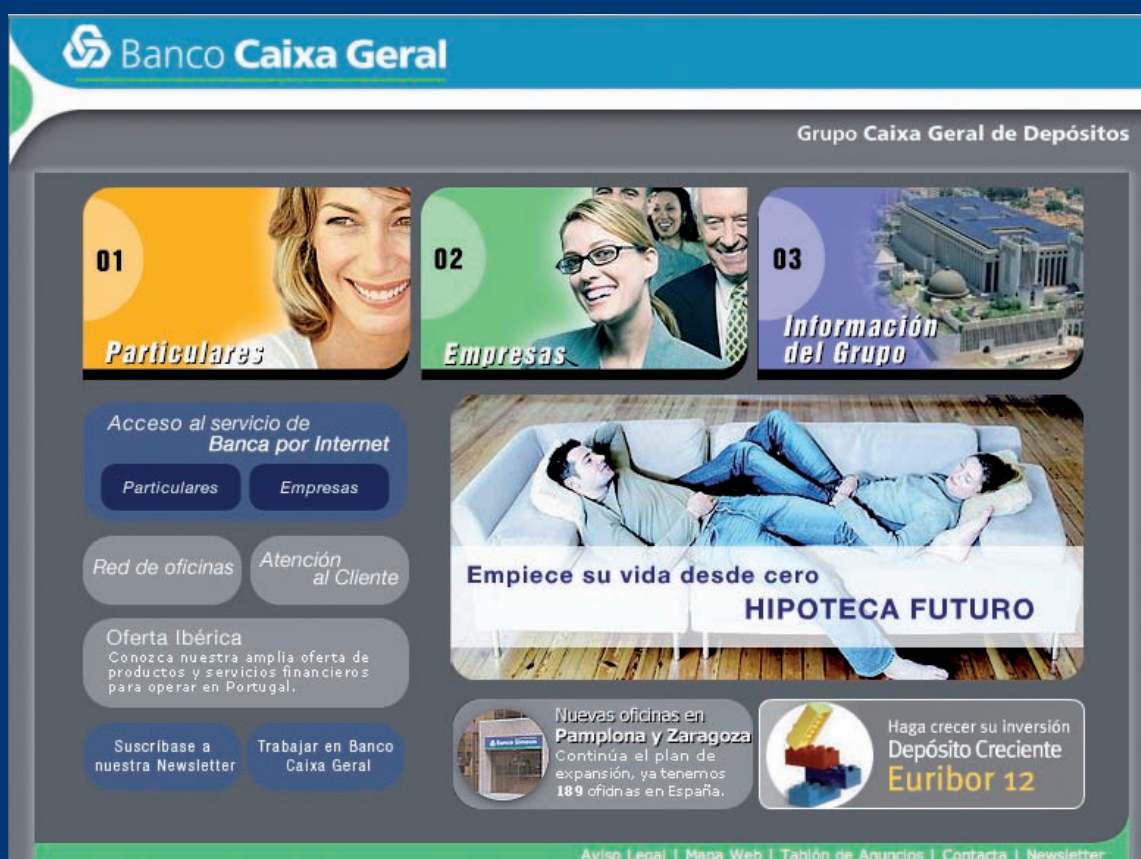 Banco Caixa Geral
Grupo Caixa Geral de Depósitos
01
Particulares
02
Empresas
03
Información
del Grupo
Acceso al servicio de
Banca por Internet
Particulares
Empresas
Red de oficinas
Atención
al Cliente
Oferta Ibérica
Conozca nuestra amplia oferta de
productos y servicios financieros
para operar en Portugal.
Suscríbase a
nuestra Newsletter
Trabajar en Banco
Caixa Geral
Empiece su vida desde cero
HIPOTECA FUTURO
Nuevas oficinas en
Pamplona y Zaragoza
Continúa el plan de
expansión, ya tenemos
189 oficinas en España.
Banco Simeón
Haga crecer su inversión
Depósito Creciente
Euribor 12
Aviso Legal | Mapa Web | Tablón de Anuncios | Contacta | Newsletter